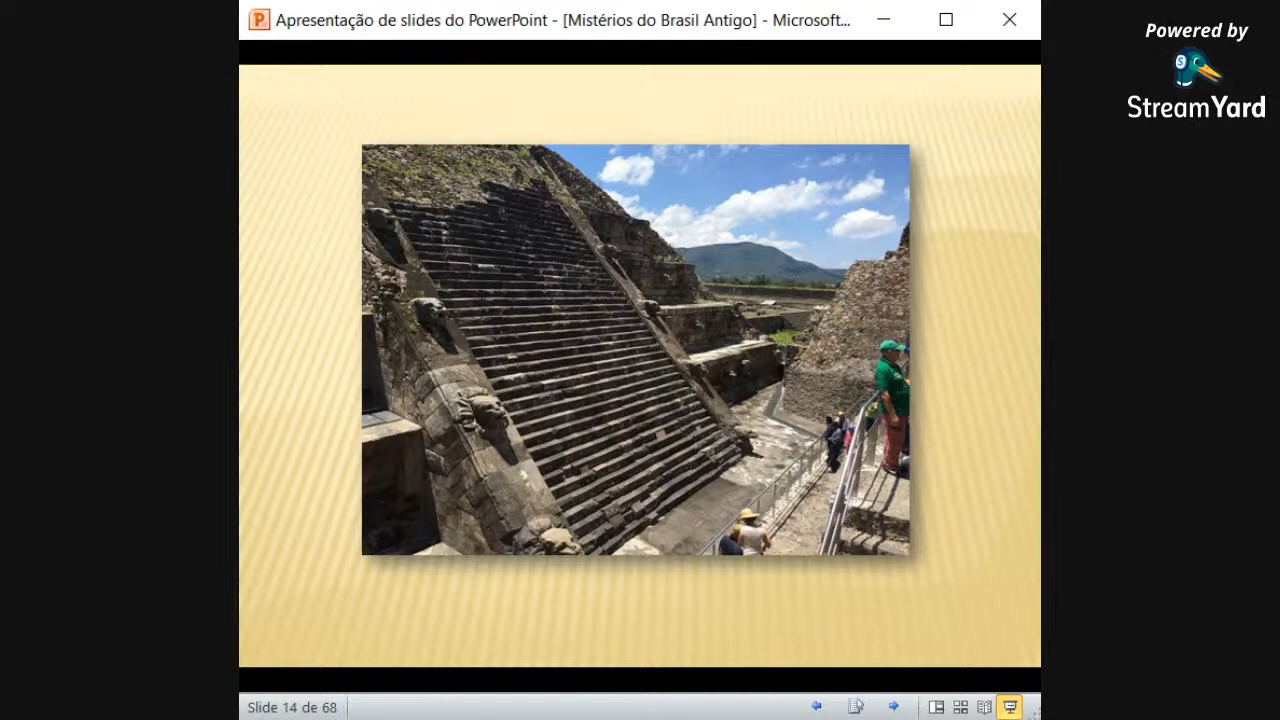 Apresentação de slides do PowerPoint - [Mistérios do Brasil Antigo] - Microsoft...
Powered by
StreamYard
Slide 14 de 68